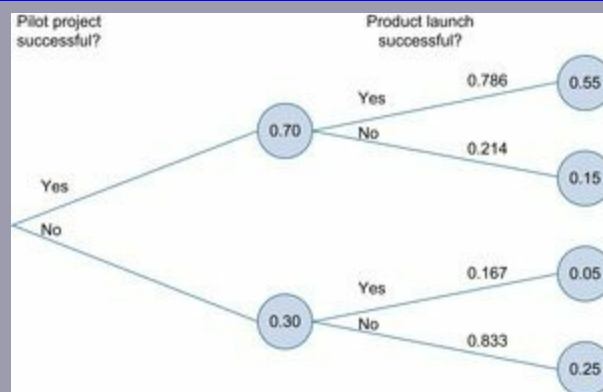 Pilot project
successful?
Product launch
successful?
0.786
0.55
Yes
0.70
No
0.214
0.15
Yes
No
0.167
0.05
Yes
0.30
No
0.833
0.25